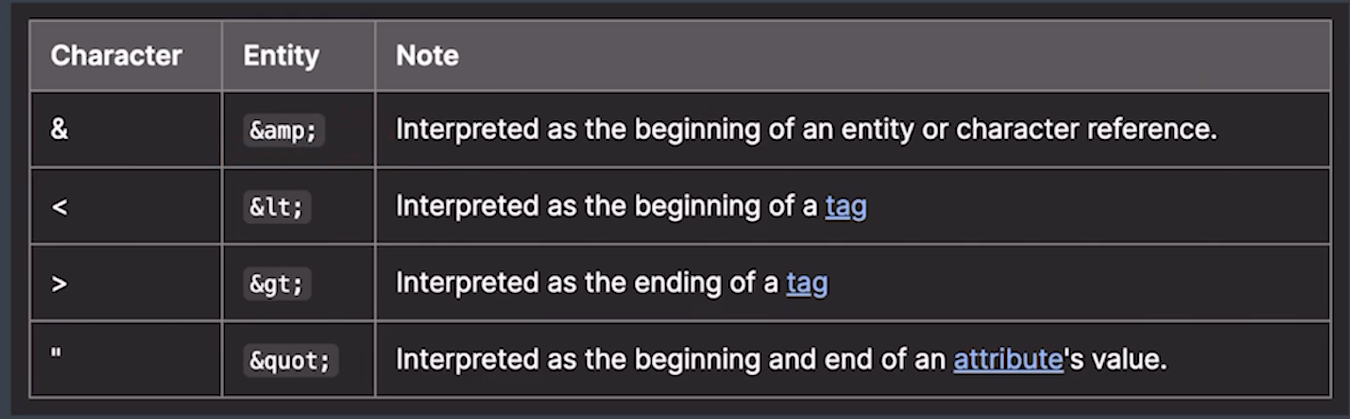 Character Entity Note
& &amp; Interpreted as the beginning of an entity or character reference.
< &lt; Interpreted as the beginning of a tag
> &gt; Interpreted as the ending of a tag
" &quot; Interpreted as the beginning and end of an attribute's value.